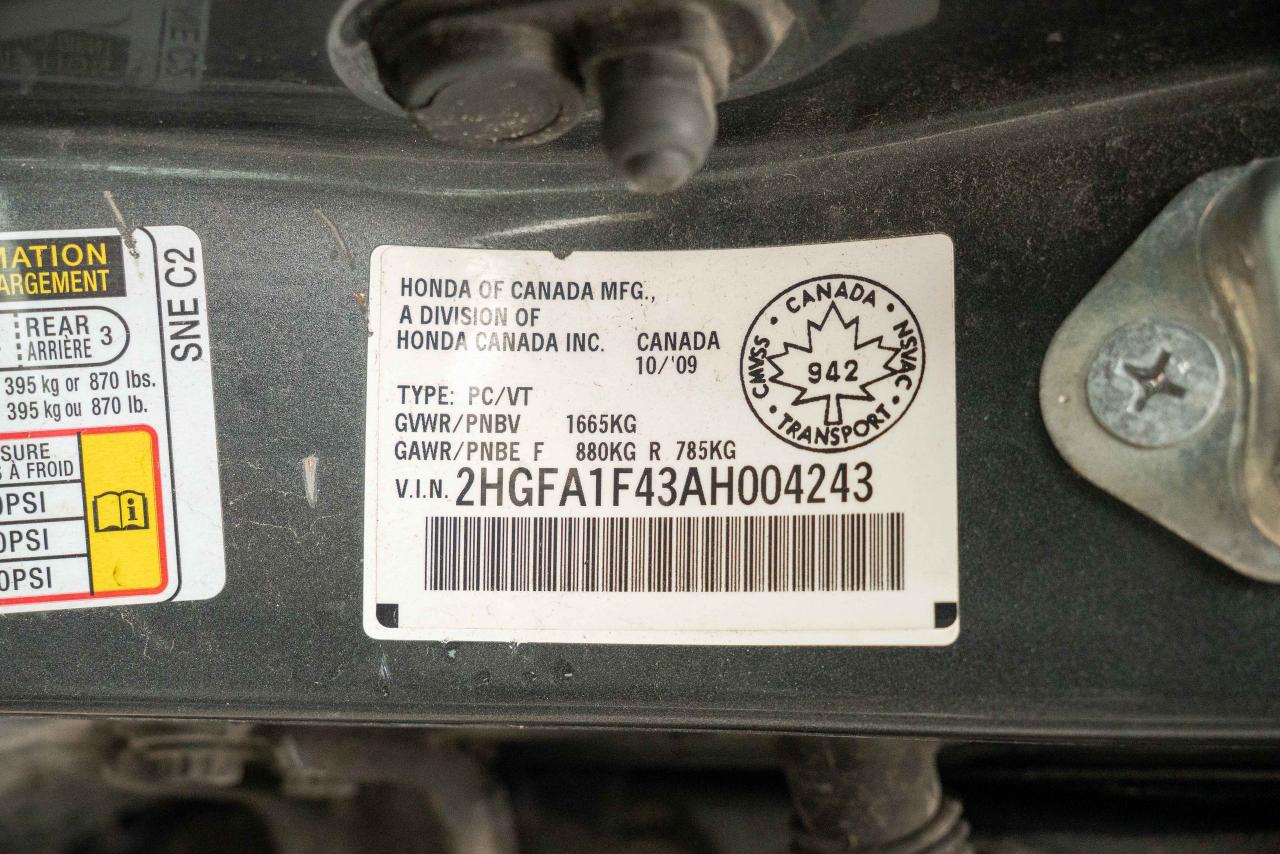 MATION
ARGEMENT
REAR
ARRIÈRE 3
395 kg or 870 lbs.
395 kg ou 870 lb.
SURE
À FROID
PSI
PSI
PSI
SNE C2
HONDA OF CANADA MFG.,
A DIVISION OF
HONDA CANADA INC. CANADA
10/'09
TYPE: PC/VT
GVWR/PNBV 1665KG
GAWR/PNBE F 880KG R 785KG
V.I.N. 2HGFA1F43AH004243
CANADA
CMVSS
NSVAC
942
TRANSPORT